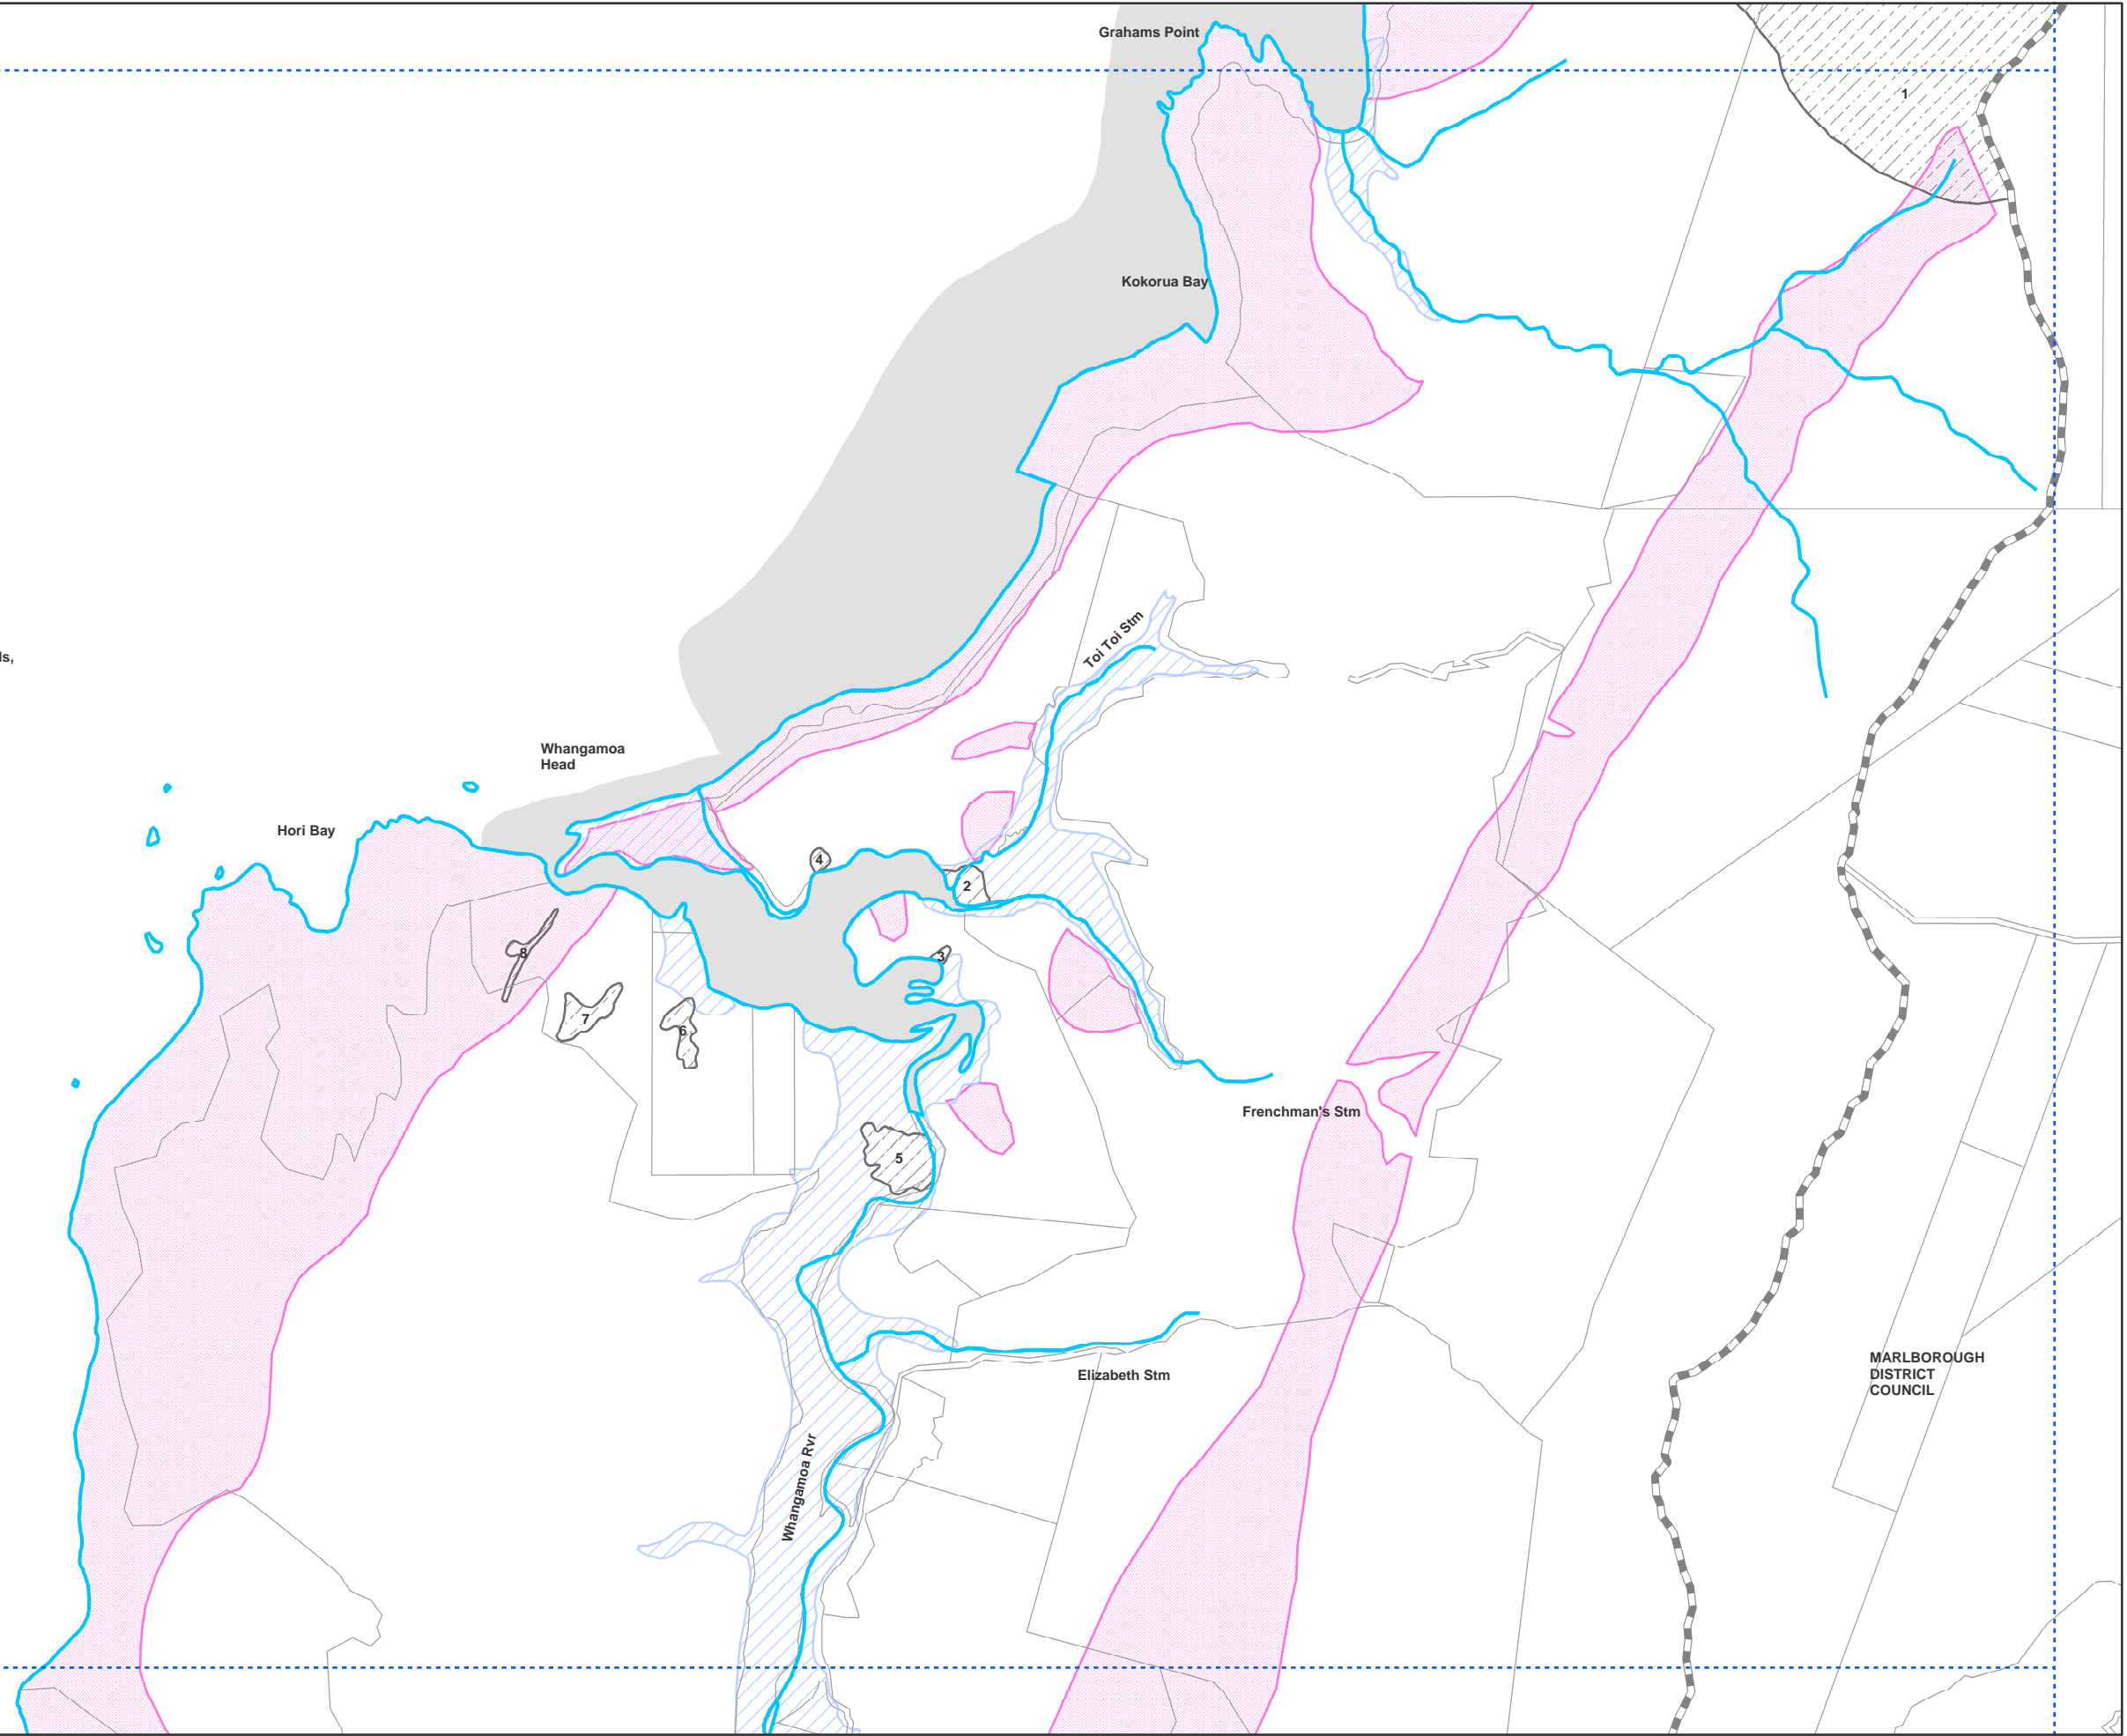 Grahams Point
1
Kokorua Bay
Toi Toi Stm
ls,
Whangamoa
Head
Hori Bay
4
2
8
3
7
6
Frenchman's Stm
5
MARLBOROUGH
DISTRICT
COUNCIL
Elizabeth Stm
Whangamoa Rvr